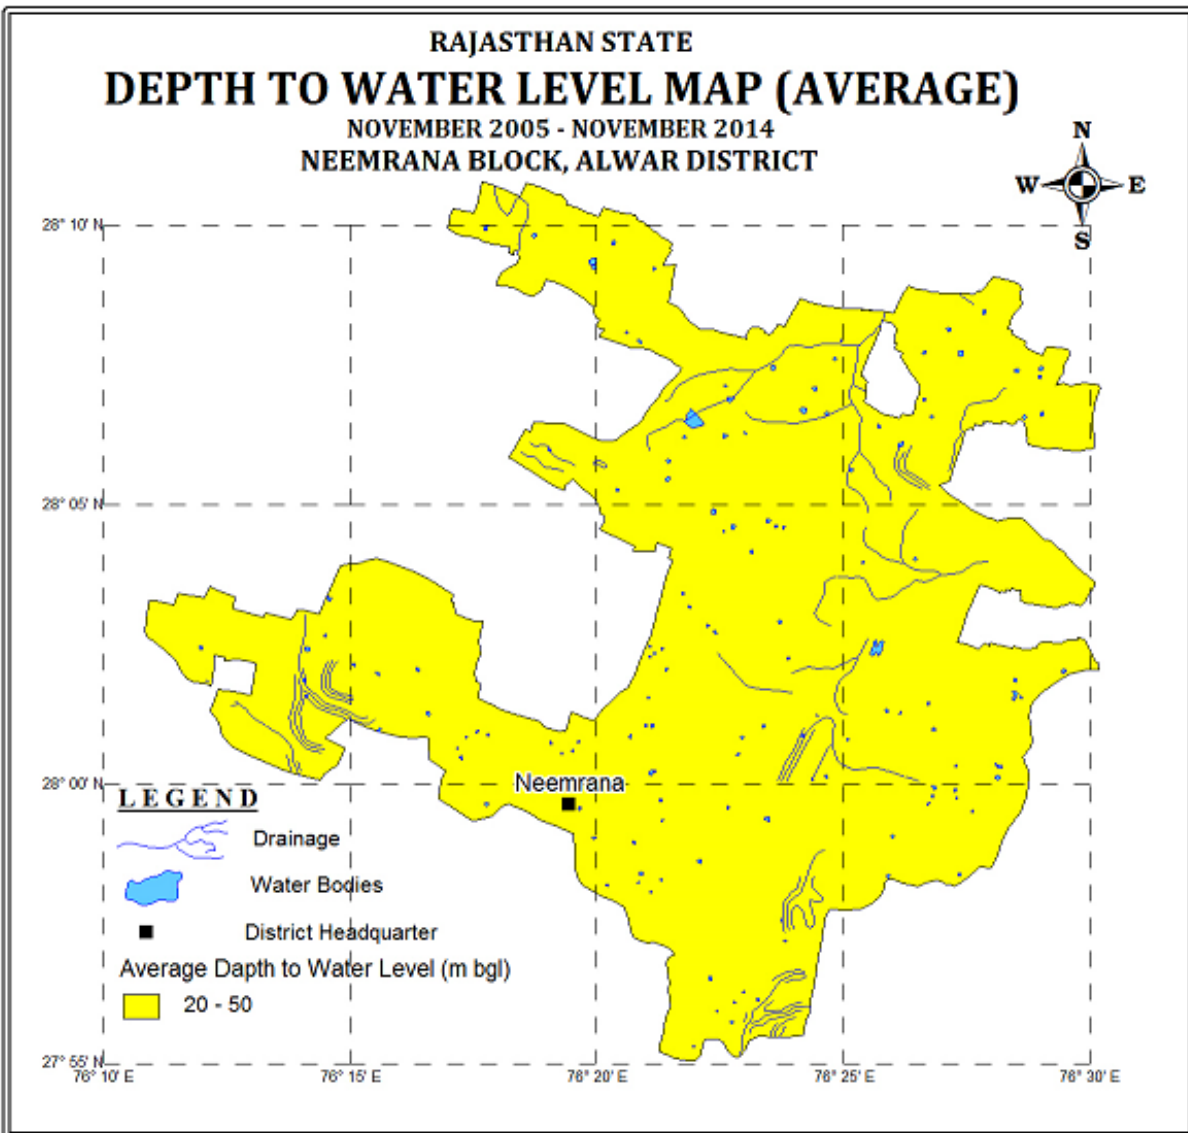 RAJASTHAN STATE
DEPTH TO WATER LEVEL MAP (AVERAGE)
NOVEMBER 2005 - NOVEMBER 2014
NEEMRANA BLOCK, ALWAR DISTRICT
N
W E
S
28° 10' N
28° 05' N
28° 00' N
Neemrana
LEGEND
Drainage
Water Bodies
District Headquarter
Average Dapth to Water Level (m bgl)
20 - 50
27° 55' N
76° 10' E 76° 15' E 76° 20' E 76° 25' E 76° 30' E